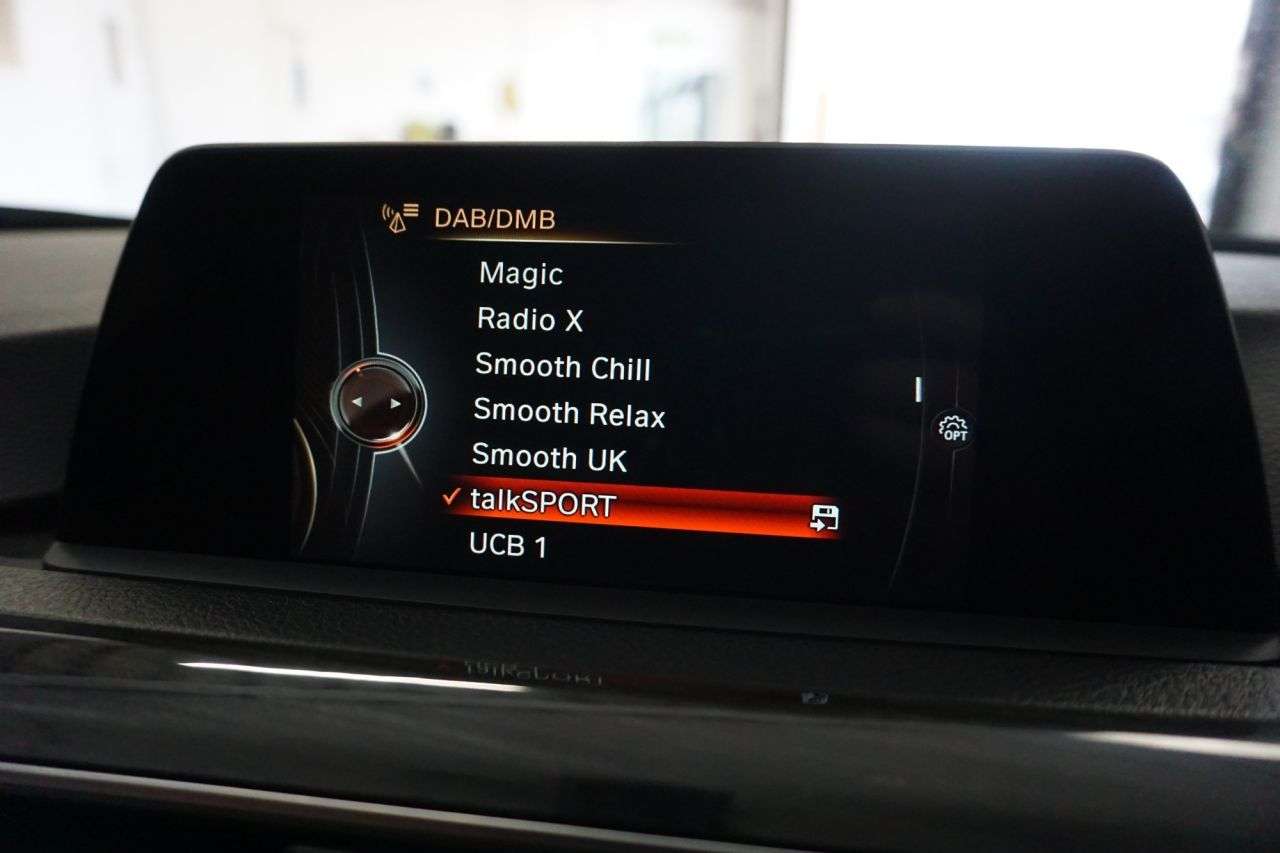 DAB/DMB
Magic
Radio X
Smooth Chill
Smooth Relax
Smooth UK
talkSPORT
UCB 1
OPT